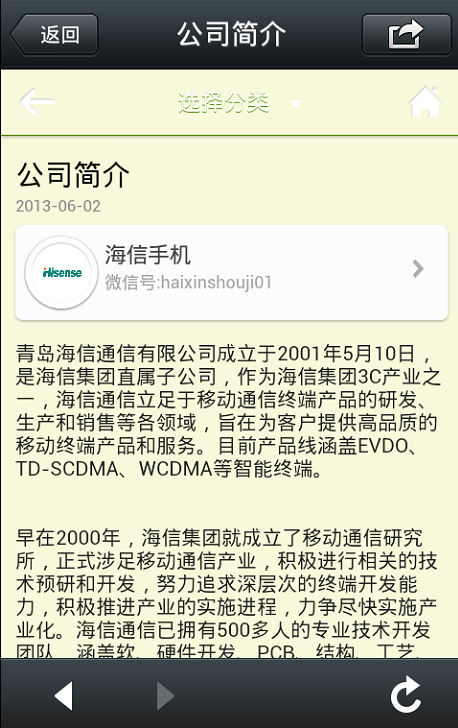 返回
公司简介
选择分类
公司简介
2013-06-02
Hisense
海信手机
微信号:haixinshouji01
青岛海信通信有限公司成立于2001年5月10日，
是海信集团直属子公司，作为海信集团3C产业之
一，海信通信立足于移动通信终端产品的研发、
生产和销售等各领域，旨在为客户提供高品质的
移动终端产品和服务。目前产品线涵盖EVDO、
TD-SCDMA、WCDMA等智能终端。
早在2000年，海信集团就成立了移动通信研究
所，正式涉足移动通信产业，积极进行相关的技
术预研和开发，努力追求深层次的终端开发能
力，积极推进产业的实施进程，力争尽快实施产
业化。海信通信已拥有500多人的专业技术开发
团队，涵盖软、硬件开发、PCB、结构、工艺、